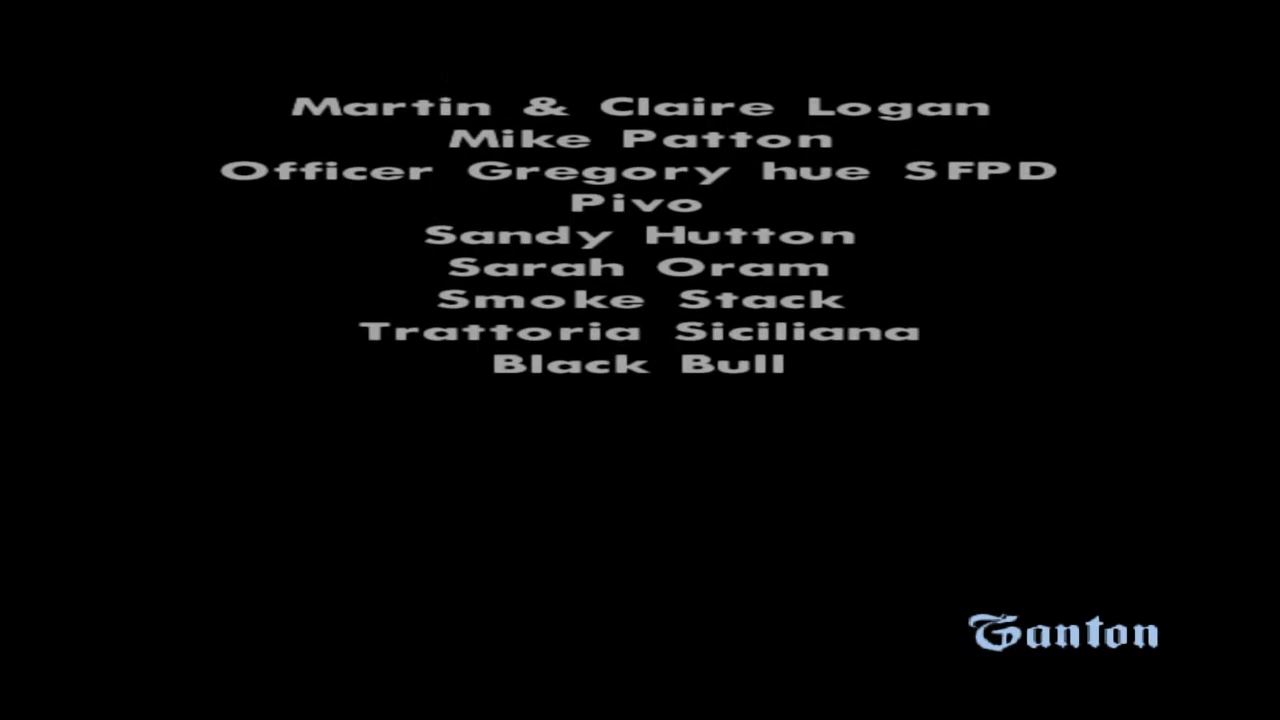 Martin & Claire Logan
Mike Patton
Officer Gregory hue SFPD
Pivo
Sandy Hutton
Sarah Oram
Smoke Stack
Trattoria Siciliana
Black Bull
Ganton